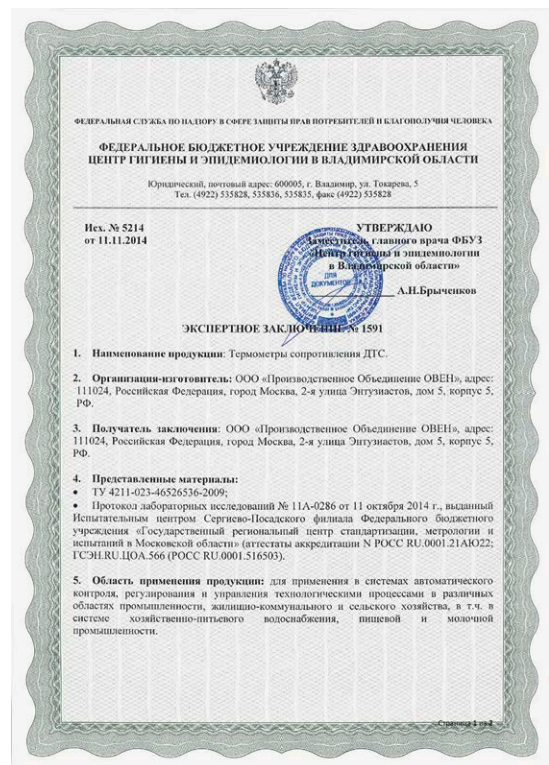 ФЕДЕРАЛЬНАЯ СЛУЖБА ПО НАДЗОРУ В СФЕРЕ ЗАЩИТЫ ПРАВ ПОТРЕБИТЕЛЕЙ И БЛАГОПОЛУЧИЯ ЧЕЛОВЕКА
ФЕДЕРАЛЬНОЕ БЮДЖЕТНОЕ УЧРЕЖДЕНИЕ ЗДРАВООХРАНЕНИЯ
ЦЕНТР ГИГИЕНЫ И ЭПИДЕМИОЛОГИИ В ВЛАДИМИРСКОЙ ОБЛАСТИ
Юридический, почтовый адрес: 600005, г. Владимир, ул. Токарева, 5
Тел. (4922) 535828, 535836, 535835, факс (4922) 535828
Исх. № 5214
от 11.11.2014
УТВЕРЖДАЮ
Заместитель главного врача ФБУЗ
«Центр гигиены и эпидемиологии
в Владимирской области»
А.Н.Брыченков
ДЛЯ
ДОКУМЕНТОВ
ЭКСПЕРТНОЕ ЗАКЛЮЧЕНИЕ № 1591
1. Наименование продукции: Термометры сопротивления ДТС.
2. Организация-изготовитель: ООО «Производственное Объединение ОВЕН», адрес:
111024, Российская Федерация, город Москва, 2-я улица Энтузиастов, дом 5, корпус 5,
РФ.
3. Получатель заключения: ООО «Производственное Объединение ОВЕН», адрес:
111024, Российская Федерация, город Москва, 2-я улица Энтузиастов, дом 5, корпус 5,
РФ.
4. Представленные материалы:
• ТУ 4211-023-46526536-2009;
• Протокол лабораторных исследований № 11А-0286 от 11 октября 2014 г., выданный
Испытательным центром Сергиево-Посадского филиала Федерального бюджетного
учреждения «Государственный региональный центр стандартизации, метрологии и
испытаний в Московской области» (аттестаты аккредитации N РОСС RU.0001.21АЮ22;
ГСЭН.RU.ЦОА.566 (РОСС RU.0001.516503).
5. Область применения продукции: для применения в системах автоматического
контроля, регулирования и управления технологическими процессами в различных
областях промышленности, жилищно-коммунального и сельского хозяйства, в т.ч. в
системе хозяйственно-питьевого водоснабжения, пищевой и молочной
промышленности.
Страница 1 из 2